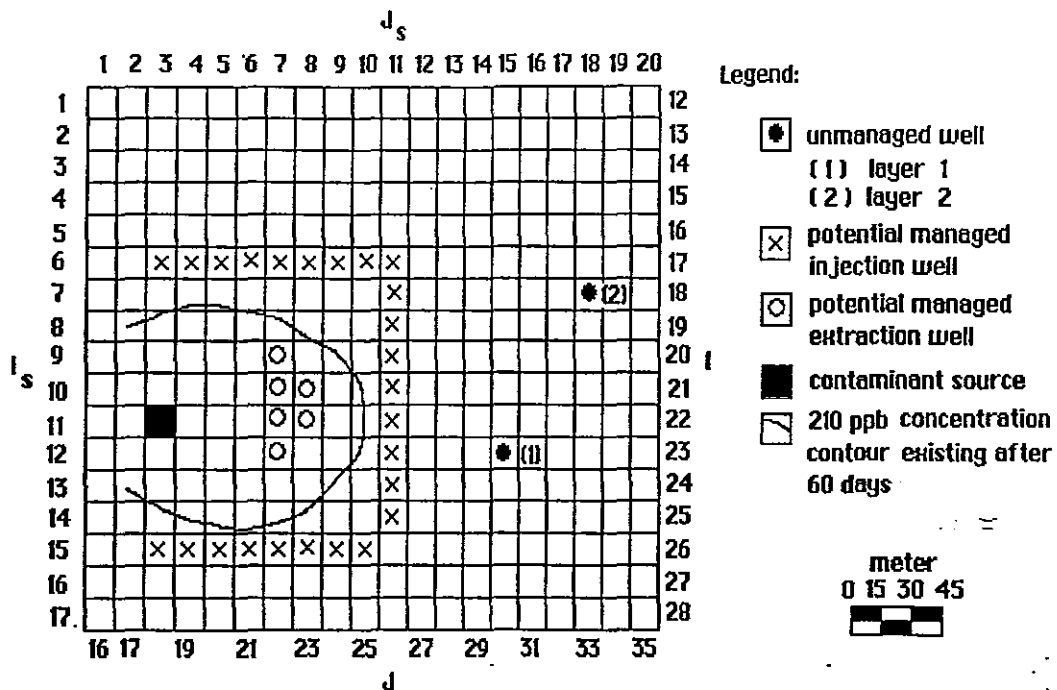 J_s
1 2 3 4 5 6 7 8 9 10 11 12 13 14 15 16 17 18 19 20
1 12
2 13
3 14
4 15
5 16
6 × × × × × × × × × 17
7 × (2) 18
8 × 19
9 × 20
I_s 10 × 21 I
11 × 22
12 × (1) 23
13 × 24
14 × 25
15 × × × × × × × × 26
16 27
17. 28
16 17 19 21 23 25 27 29 31 33 35
J
Legend:
unmanaged well
(1) layer 1
(2) layer 2
× potential managed
injection well
potential managed
extraction well
contaminant source
210 ppb concentration
contour existing after
60 days
meter
0 15 30 45